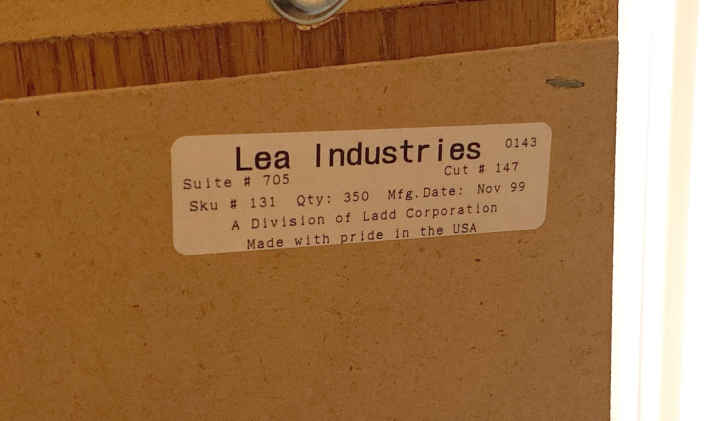 Lea Industries 0143
Suite # 705 Cut # 147
Sku # 131 Qty: 350 Mfg.Date: Nov 99
A Division of Ladd Corporation
Made with pride in the USA